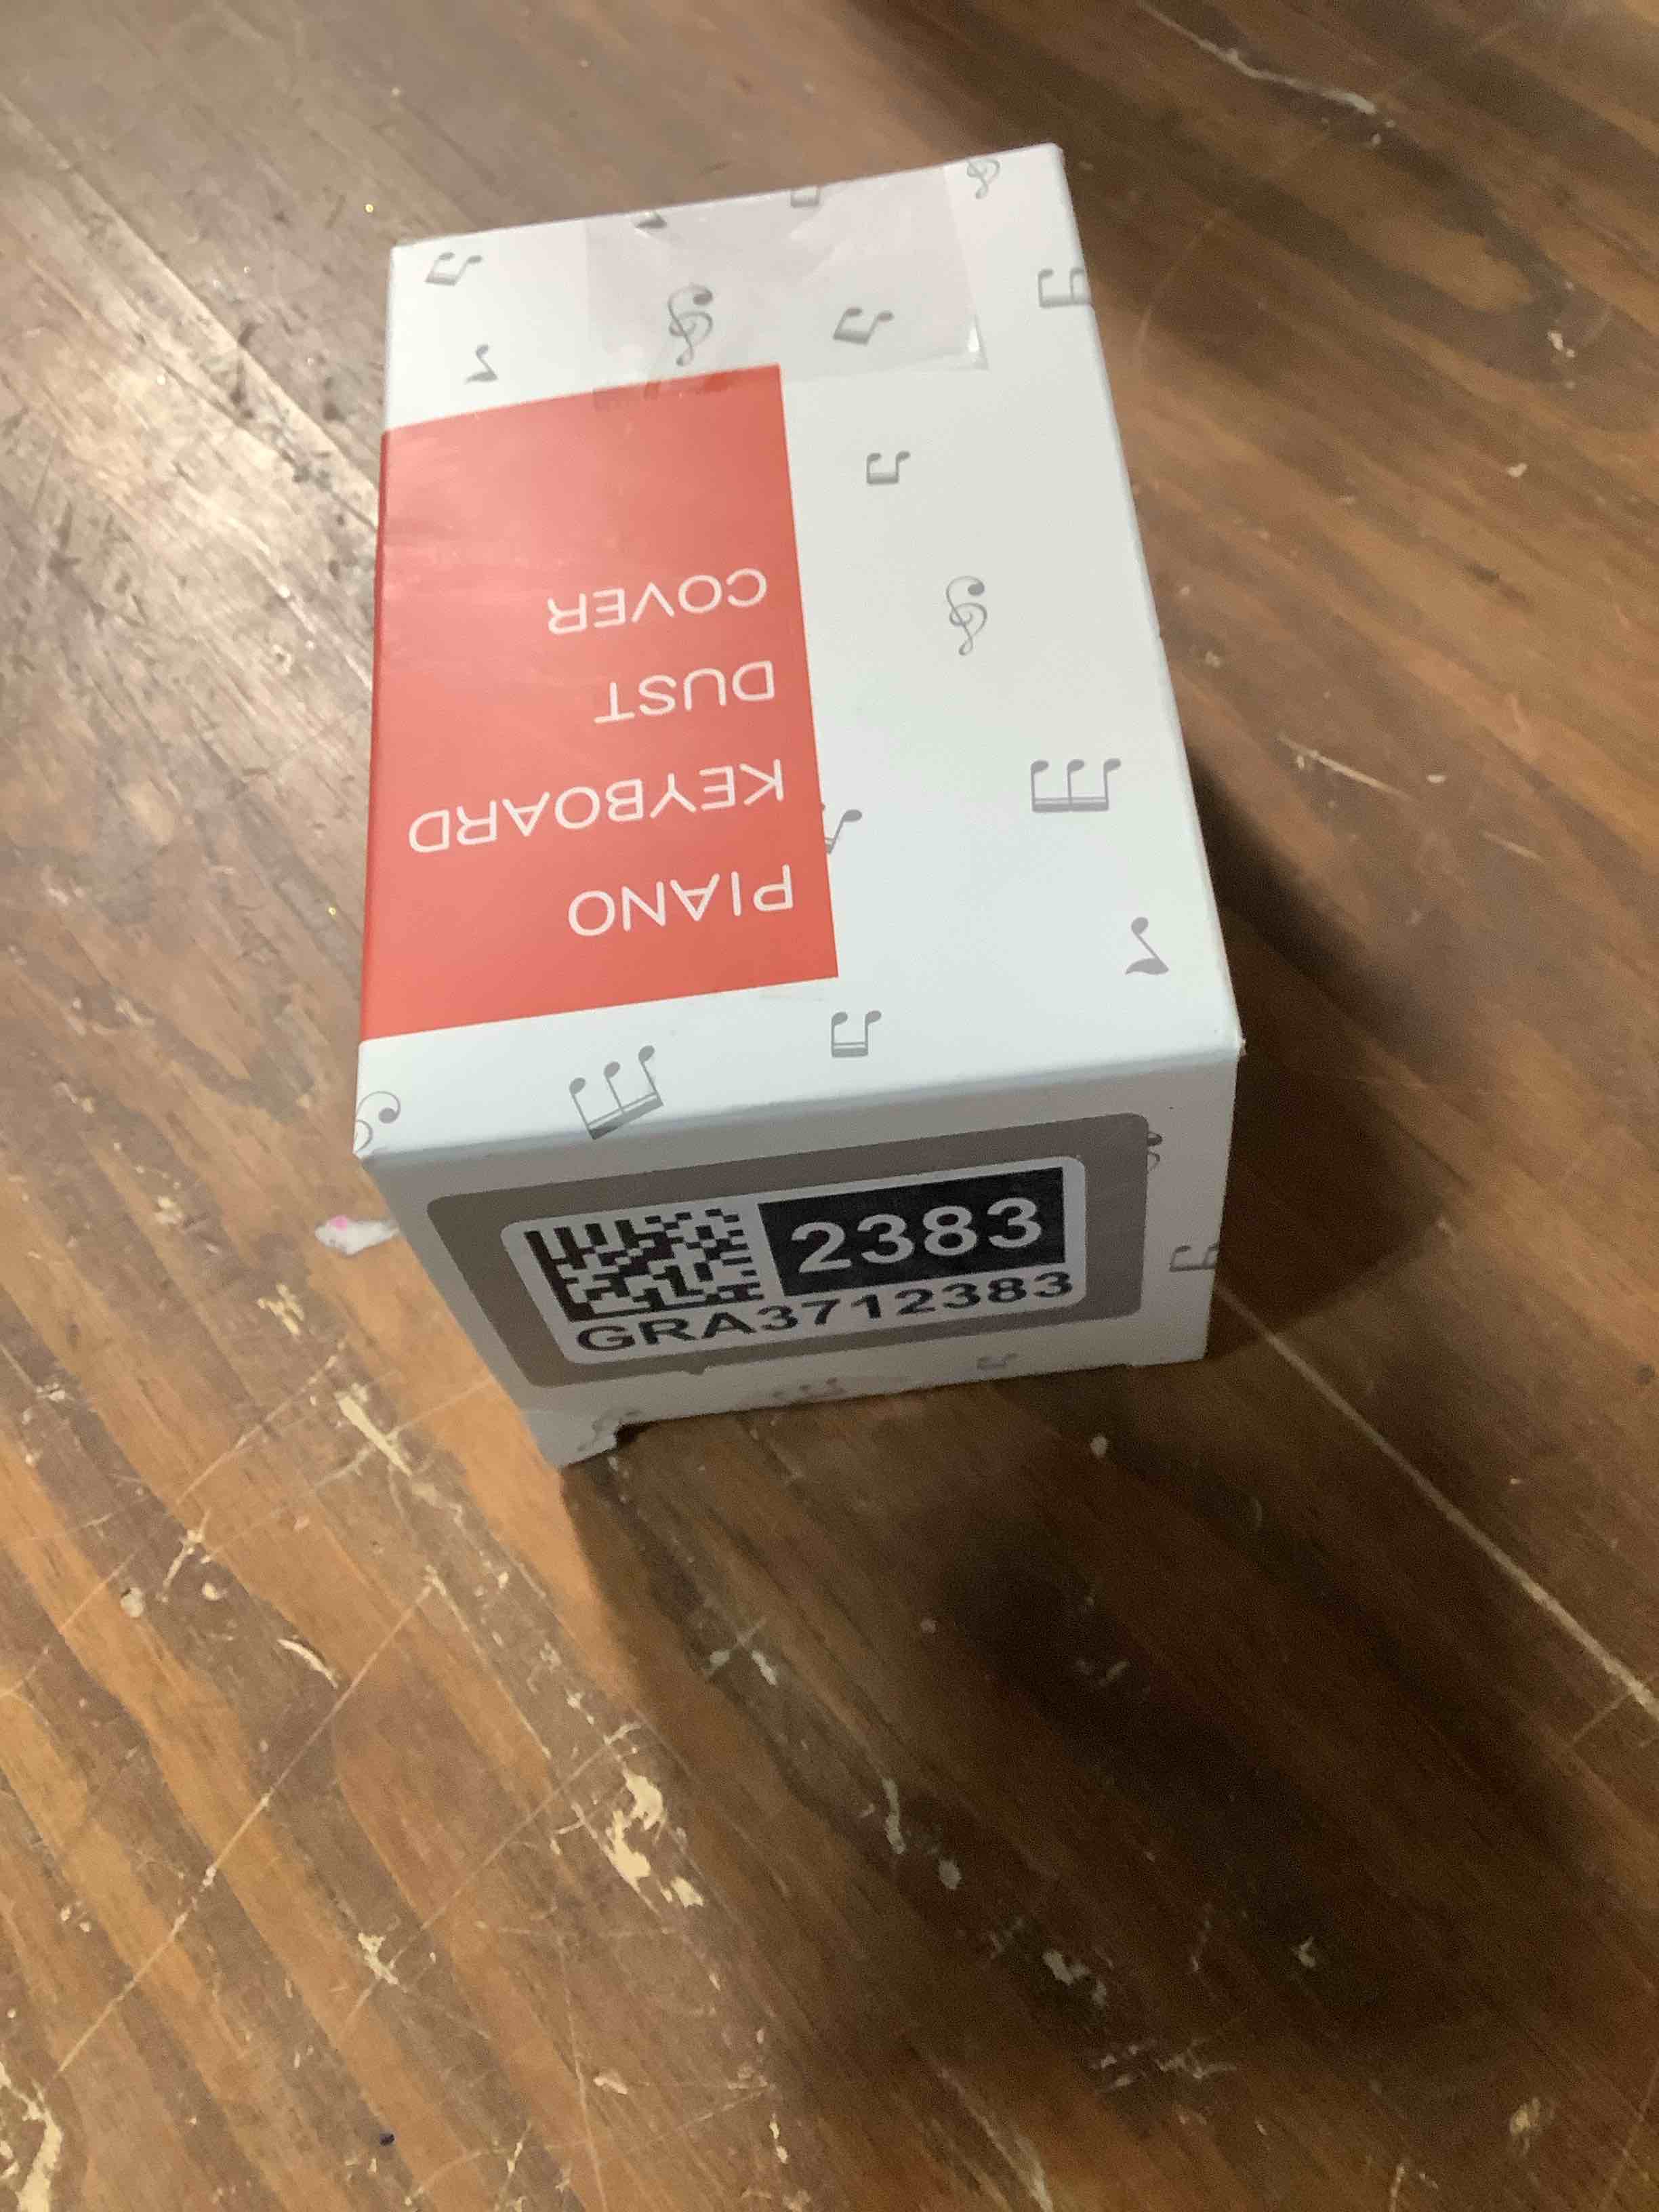 PIANO
KEYBOARD
DUST
COVER
2383
GRA3712383